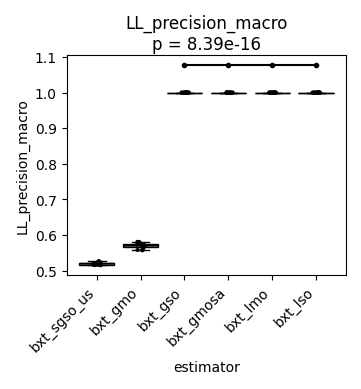 LL_precision_macro
p = 8.39e-16
LL_precision_macro
1.1
1.0
0.9
0.8
0.7
0.6
0.5
bxt_sgso_us
bxt_gmo
bxt_gso
bxt_gmosa
bxt_lmo
bxt_lso
estimator